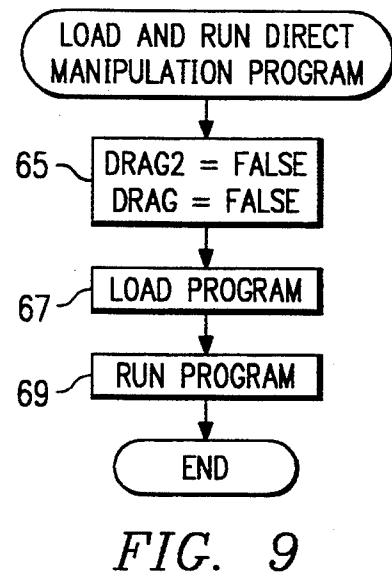 LOAD AND RUN DIRECT
MANIPULATION PROGRAM
65
DRAG2 = FALSE
DRAG = FALSE
67
LOAD PROGRAM
69
RUN PROGRAM
END
FIG. 9